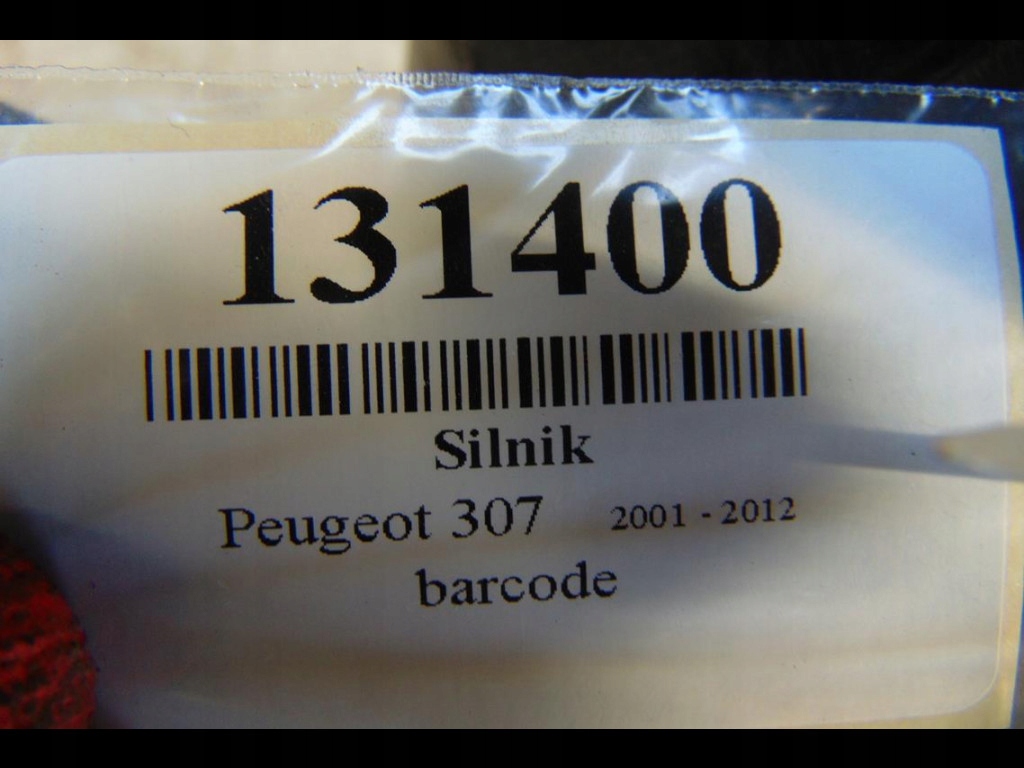 131400
Silnik
Peugeot 307 2001 - 2012
barcode